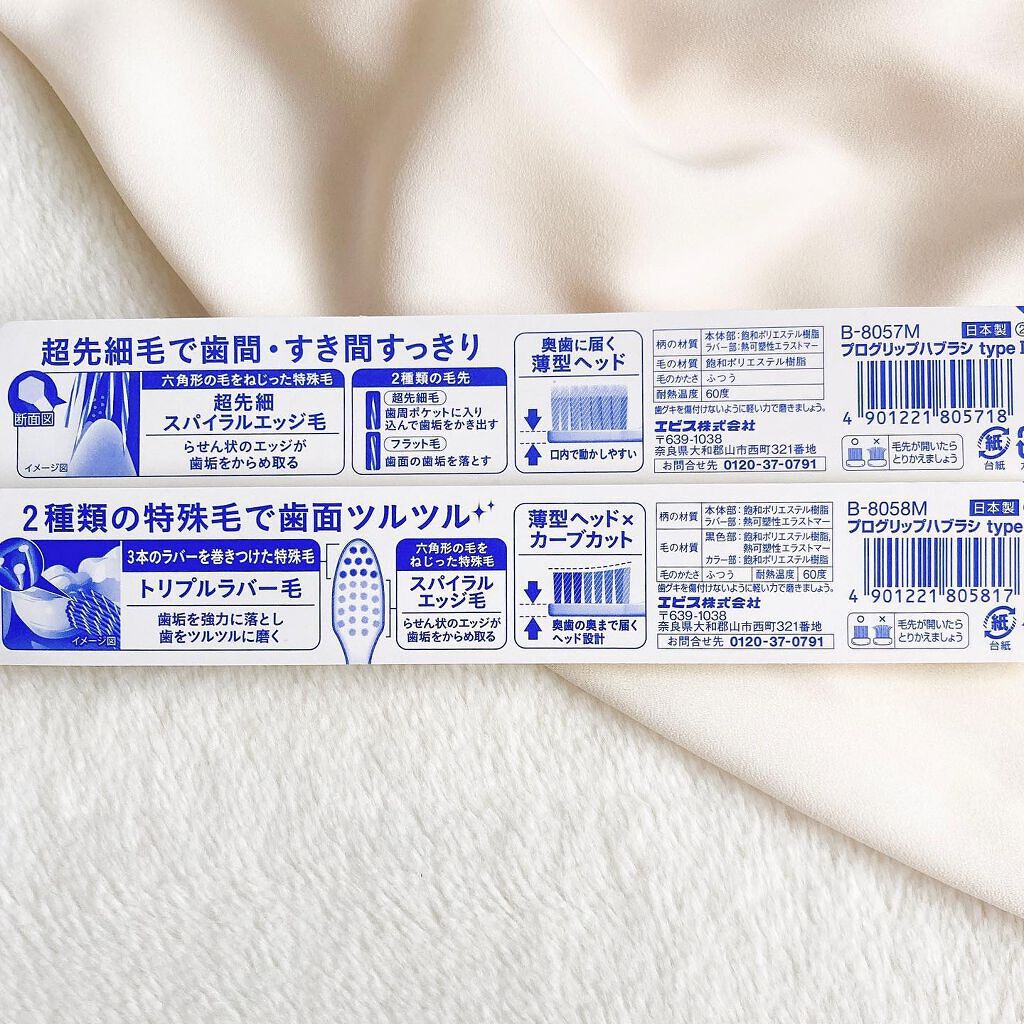 超先細毛で歯間・すき間すっきり
断面図
イメージ図
六角形の毛をねじった特殊毛
超先細
スパイラルエッジ毛
らせん状のエッジが
歯垢をからめ取る
2種類の毛先
超先細毛
歯周ポケットに入り
込んで歯垢をかき出す
フラット毛
歯面の歯垢を落とす
奥歯に届く
薄型ヘッド
口内で動かしやすい
柄の材質 本体部:飽和ポリエステル樹脂
ラバー部:熱可塑性エラストマー
毛の材質 飽和ポリエステル樹脂
毛のかたさ ふつう
耐熱温度 60度
歯グキを傷付けないように軽い力で磨きましょう。
エビス株式会社
〒639-1038
奈良県大和郡山市西町321番地
お問合せ先 0120-37-0791
B-8057M 日本製
プログリップハブラシ type
4 901221 805718
毛先が開いたら
とりかえましょう
紙
台紙
2種類の特殊毛で歯面ツルツル
イメージ図
3本のラバーを巻きつけた特殊毛
トリプルラバー毛
歯垢を強力に落とし
歯をツルツルに磨く
六角形の毛を
ねじった特殊毛
スパイラル
エッジ毛
らせん状のエッジが
歯垢をからめ取る
薄型ヘッド×
カーブカット
奥歯の奥まで届く
ヘッド設計
柄の材質 本体部:飽和ポリエステル樹脂
ラバー部:熱可塑性エラストマー
毛の材質 黒色部:飽和ポリエステル樹脂,
熱可塑性エラストマー
カラー部:飽和ポリエステル樹脂
毛のかたさ ふつう 耐熱温度 60度
歯グキを傷付けないように軽い力で磨きましょう。
エビス株式会社
〒639-1038
奈良県大和郡山市西町321番地
お問合せ先 0120-37-0791
B-8058M 日本製
プログリップハブラシ type
4 901221 805817
毛先が開いたら
とりかえましょう
紙
台紙